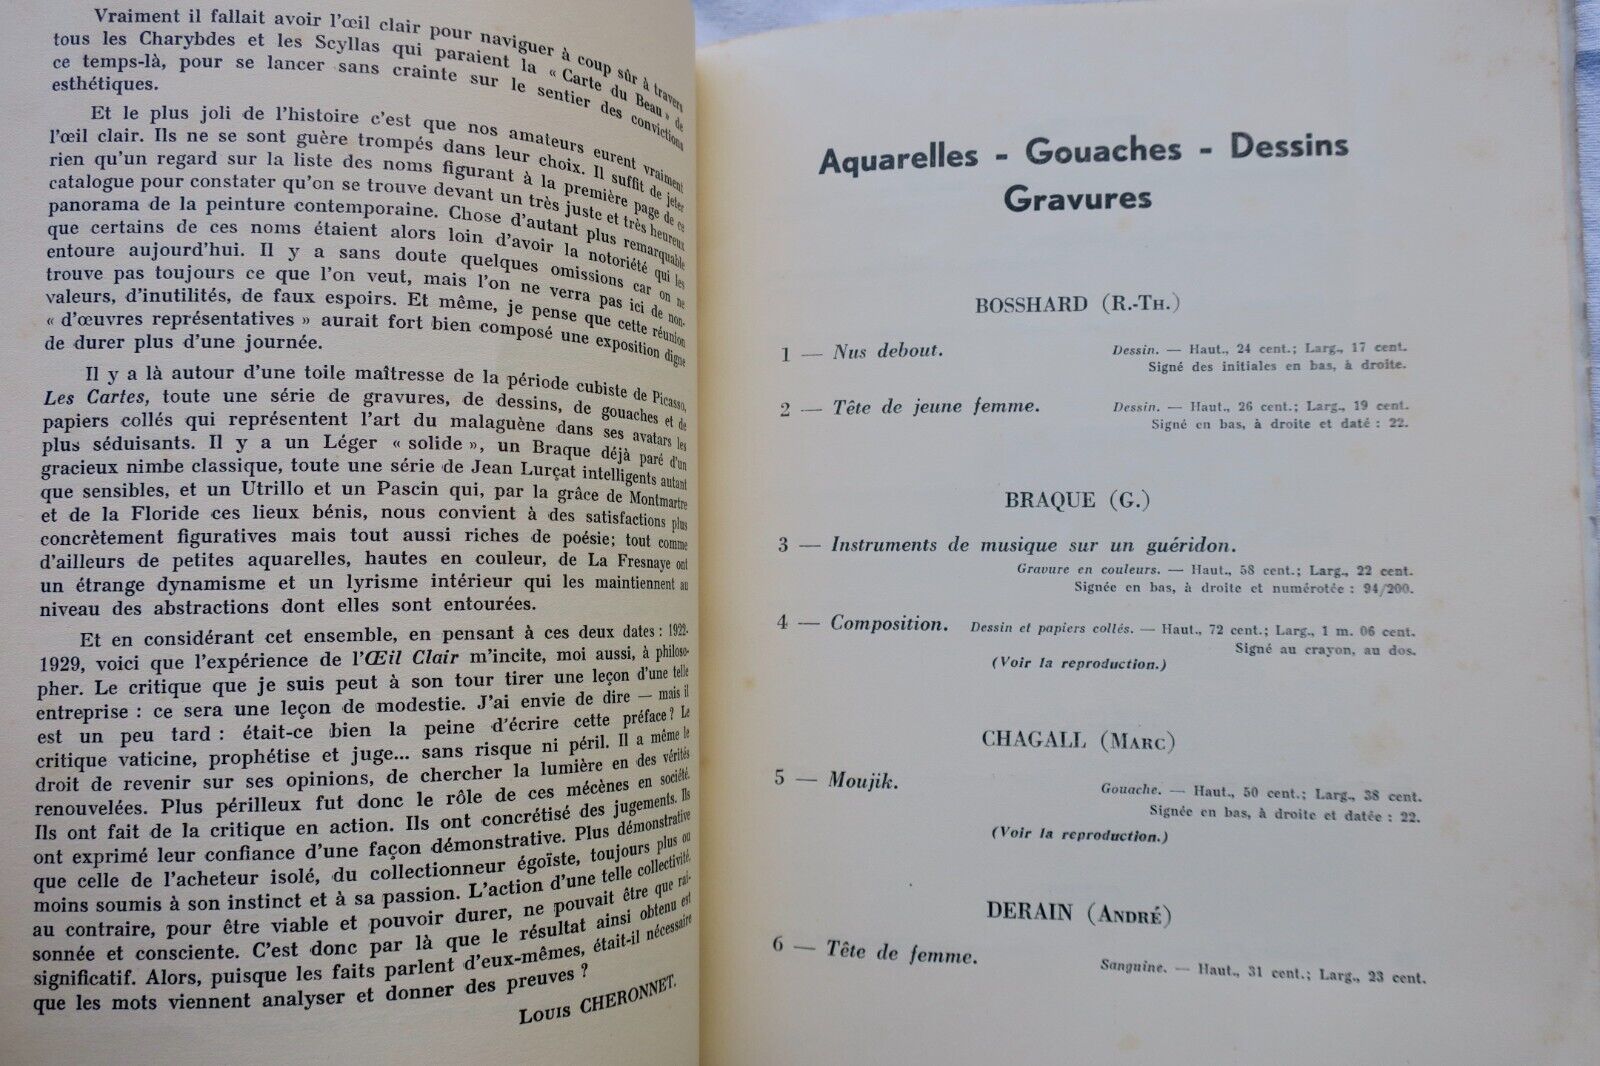 Vraiment il fallait avoir l'œil clair pour naviguer à coup sûr à travers
tous les Charybdes et les Scyllas qui paraient la « Carte du Beau » de
ce temps-là, pour se lancer sans crainte sur le sentier des convictions
esthétiques.
Et le plus joli de l'histoire c'est que nos amateurs eurent vraiment
l'œil clair. Ils ne se sont guère trompés dans leur choix. Il suffit de jeter
rien qu'un regard sur la liste des noms figurant à la première page de ce
catalogue pour constater qu'on se trouve devant un très juste et très heureux
panorama de la peinture contemporaine. Chose d'autant plus remarquable
que certains de ces noms étaient alors loin d'avoir la notoriété qui les
entoure aujourd'hui. Il y a sans doute quelques omissions car on ne
trouve pas toujours ce que l'on veut, mais l'on ne verra pas ici de non-
valeurs, d'inutilités, de faux espoirs. Et même, je pense que cette réunion
« d'œuvres représentatives » aurait fort bien composé une exposition digne
de durer plus d'une journée.
Il y a là autour d'une toile maîtresse de la période cubiste de Picasso,
Les Cartes, toute une série de gravures, de dessins, de gouaches et de
papiers collés qui représentent l'art du malaguène dans ses avatars les
plus séduisants. Il y a un Léger « solide », un Braque déjà paré d'un
gracieux nimbe classique, toute une série de Jean Lurçat intelligents autant
que sensibles, et un Utrillo et un Pascin qui, par la grâce de Montmartre
et de la Floride ces lieux bénis, nous convient à des satisfactions plus
concrètement figuratives mais tout aussi riches de poésie; tout comme
d'ailleurs de petites aquarelles, hautes en couleur, de La Fresnaye ont
un étrange dynamisme et un lyrisme intérieur qui les maintiennent au
niveau des abstractions dont elles sont entourées.
Et en considérant cet ensemble, en pensant à ces deux dates : 1922-
1929, voici que l'expérience de l'Œil Clair m'incite, moi aussi, à philoso-
pher. Le critique que je suis peut à son tour tirer une leçon d'une telle
entreprise : ce sera une leçon de modestie. J'ai envie de dire — mais il
est un peu tard : était-ce bien la peine d'écrire cette préface? Le
critique vaticine, prophétise et juge... sans risque ni péril. Il a même le
droit de revenir sur ses opinions, de chercher la lumière en des vérités
renouvelées. Plus périlleux fut donc le rôle de ces mécènes en société.
Ils ont fait de la critique en action. Ils ont concrétisé des jugements. Ils
ont exprimé leur confiance d'une façon démonstrative. Plus démonstrative
que celle de l'acheteur isolé, du collectionneur égoïste, toujours plus ou
moins soumis à son instinct et à sa passion. L'action d'une telle collectivité,
au contraire, pour être viable et pouvoir durer, ne pouvait être que rai-
sonnée et consciente. C'est donc par là que le résultat ainsi obtenu est
significatif. Alors, puisque les faits parlent d'eux-mêmes, était-il nécessaire
que les mots viennent analyser et donner des preuves ?
Louis CHERONNET.
Aquarelles - Gouaches - Dessins
Gravures
BOSSHARD (R.-Th.)
1 — Nus debout. Dessin. — Haut., 24 cent.; Larg., 17 cent.
Signé des initiales en bas, à droite.
2 — Tête de jeune femme. Dessin. — Haut., 26 cent.; Larg., 19 cent.
Signé en bas, à droite et daté : 22.
BRAQUE (G.)
3 — Instruments de musique sur un guéridon.
Gravure en couleurs. — Haut., 58 cent.; Larg., 22 cent.
Signée en bas, à droite et numérotée : 94/200.
4 — Composition. Dessin et papiers collés. — Haut., 72 cent.; Larg., 1 m. 06 cent.
Signé au crayon, au dos.
(Voir la reproduction.)
CHAGALL (Marc)
5 — Moujik. Gouache. — Haut., 50 cent.; Larg., 38 cent.
Signée en bas, à droite et datée : 22.
(Voir la reproduction.)
DERAIN (André)
6 — Tête de femme. Sanguine. — Haut., 31 cent.; Larg., 23 cent.